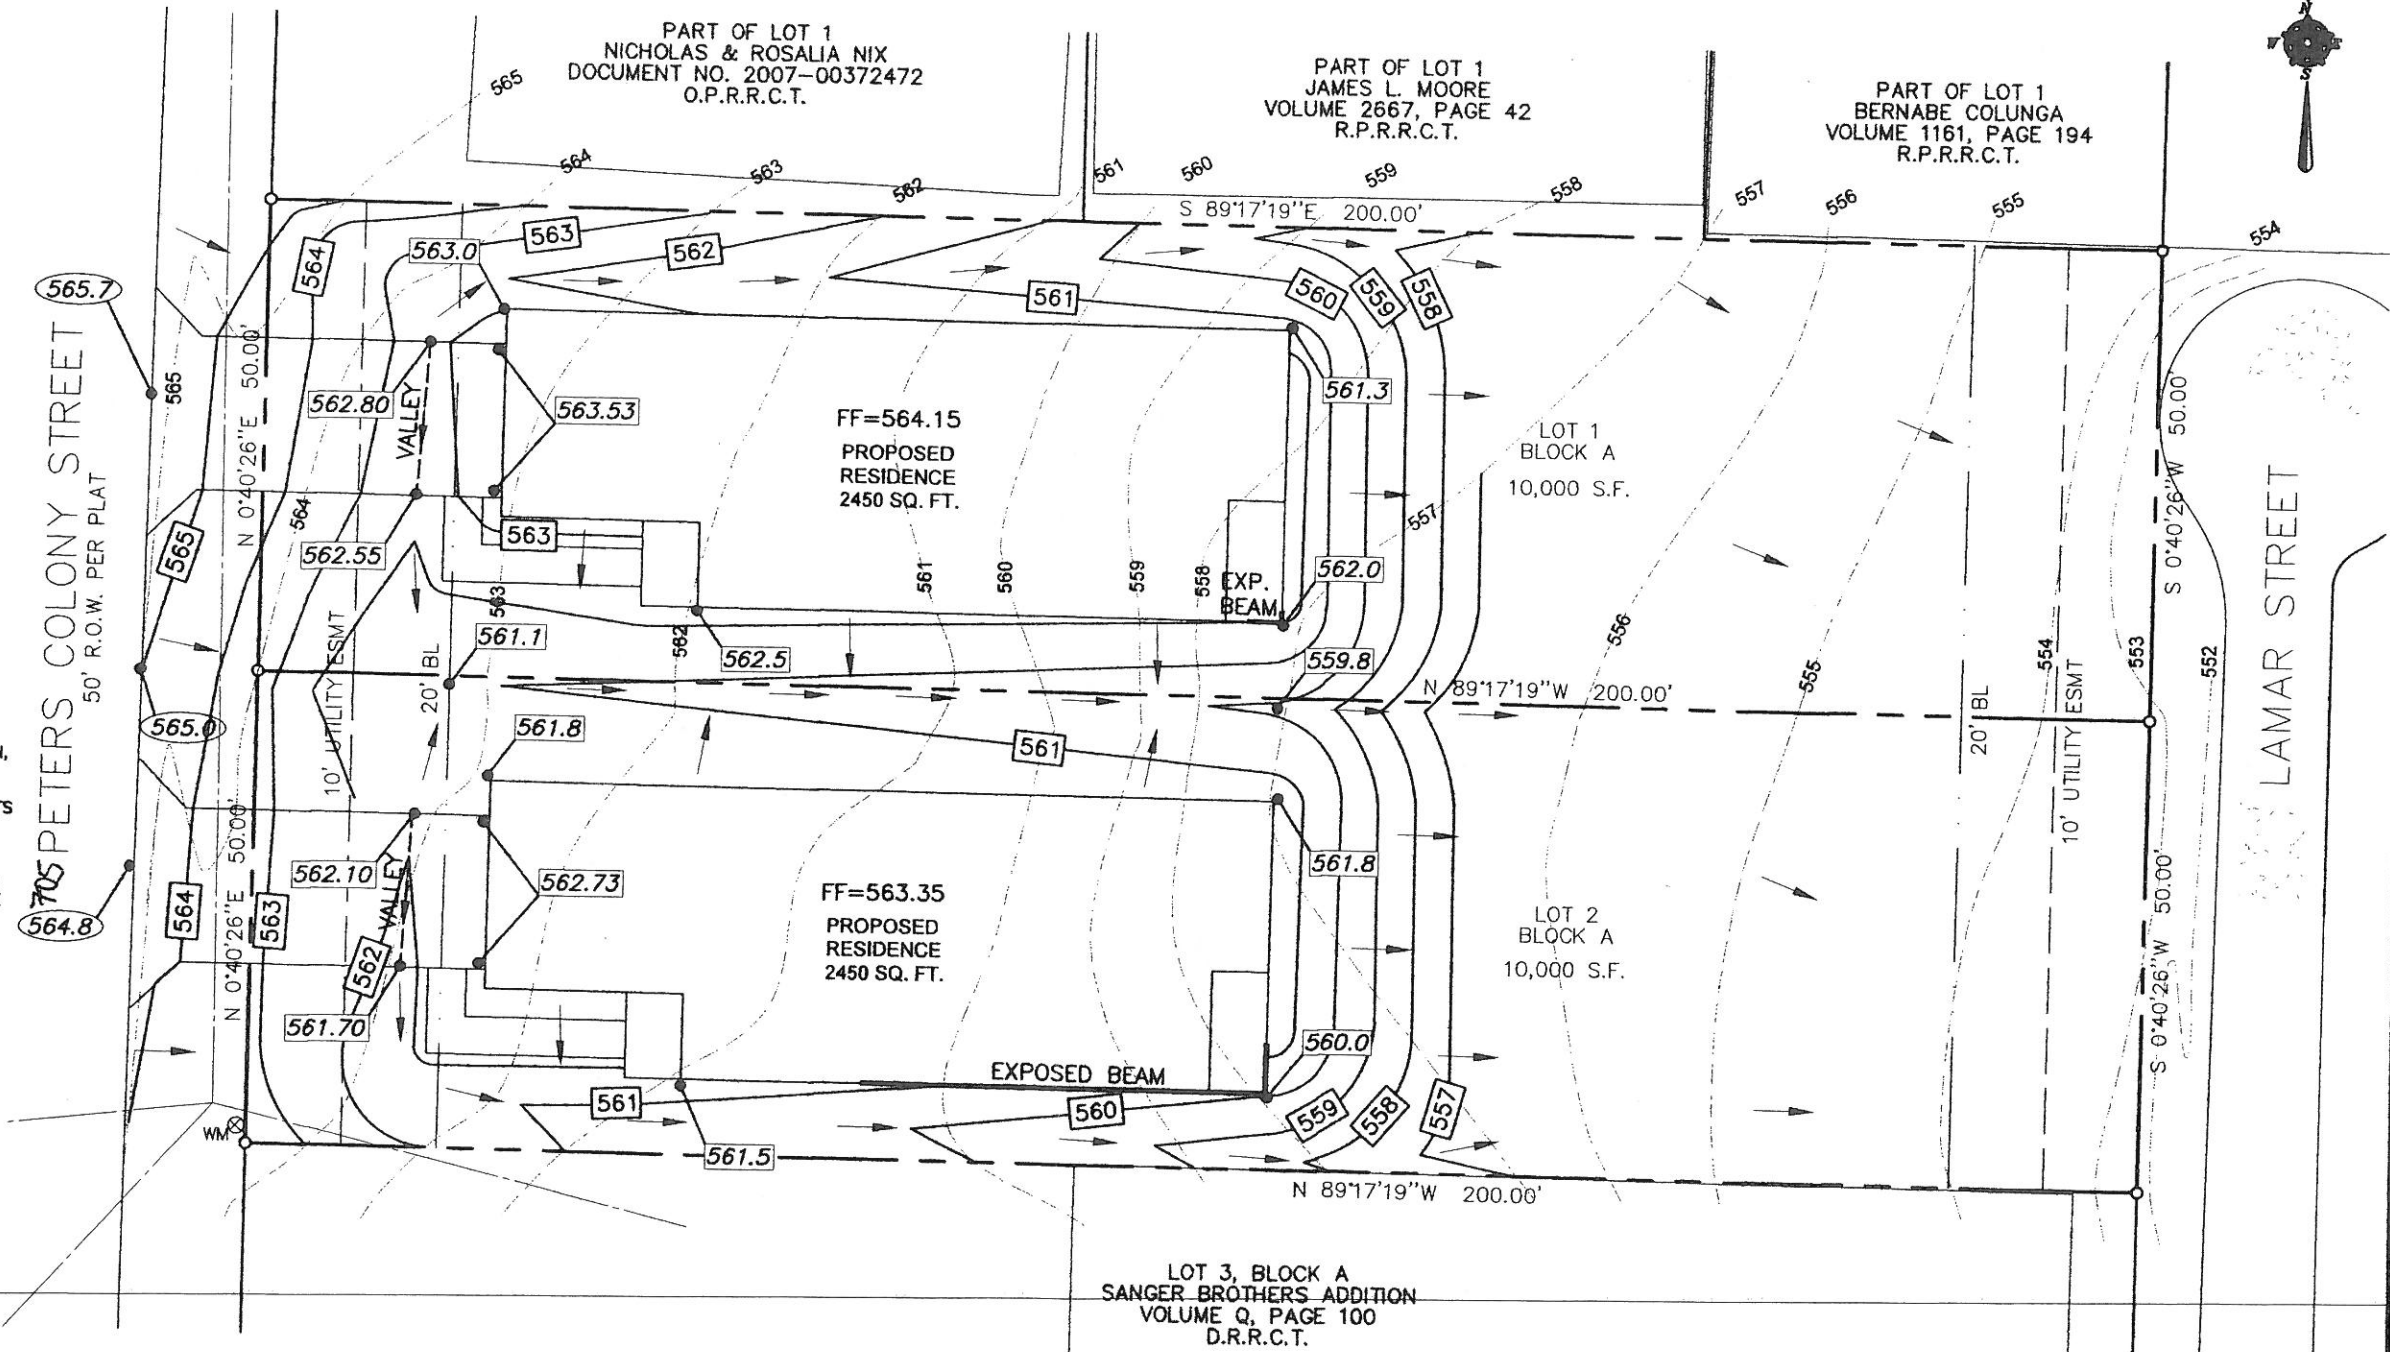 PART OF LOT 1
NICHOLAS & ROSALIA NIX
DOCUMENT NO. 2007-00372472
O.P.R.R.C.T.
PART OF LOT 1
JAMES L. MOORE
VOLUME 2667, PAGE 42
R.P.R.R.C.T.
PART OF LOT 1
BERNABE COLUNGA
VOLUME 1161, PAGE 194
R.P.R.R.C.T.
N
W
E
S
565
564
563
562
561
560
559
558
557
556
555
554
S 89°17'19"E 200.00'
564
563.0
563
562
561
560
559
558
565.7
PETERS COLONY STREET
50' R.O.W. PER PLAT
705
565
N 0°40'26"E 50.00'
562.80
VALLEY
563.53
FF=564.15
PROPOSED
RESIDENCE
2450 SQ. FT.
561.3
LOT 1
BLOCK A
10,000 S.F.
557
S 0°40'26"W 50.00'
LAMAR STREET
565
564
562.55
563
563
561
560
559
558
EXP.
BEAM
562.0
556
555
554
553
552
10' UTILITY ESMT
20' BL
561.1
562
562.5
559.8
N 89°17'19"W 200.00'
20' BL
10' UTILITY ESMT
565.0
561.8
561
564.8
564
N 0°40'26"E 50.00'
563
562.10
VALLEY
562
562.73
FF=563.35
PROPOSED
RESIDENCE
2450 SQ. FT.
561.8
LOT 2
BLOCK A
10,000 S.F.
S 0°40'26"W 50.00'
561.70
560.0
EXPOSED BEAM
561
560
559
558
557
WM
561.5
N 89°17'19"W 200.00'
LOT 3, BLOCK A
SANGER BROTHERS ADDITION
VOLUME Q, PAGE 100
D.R.R.C.T.